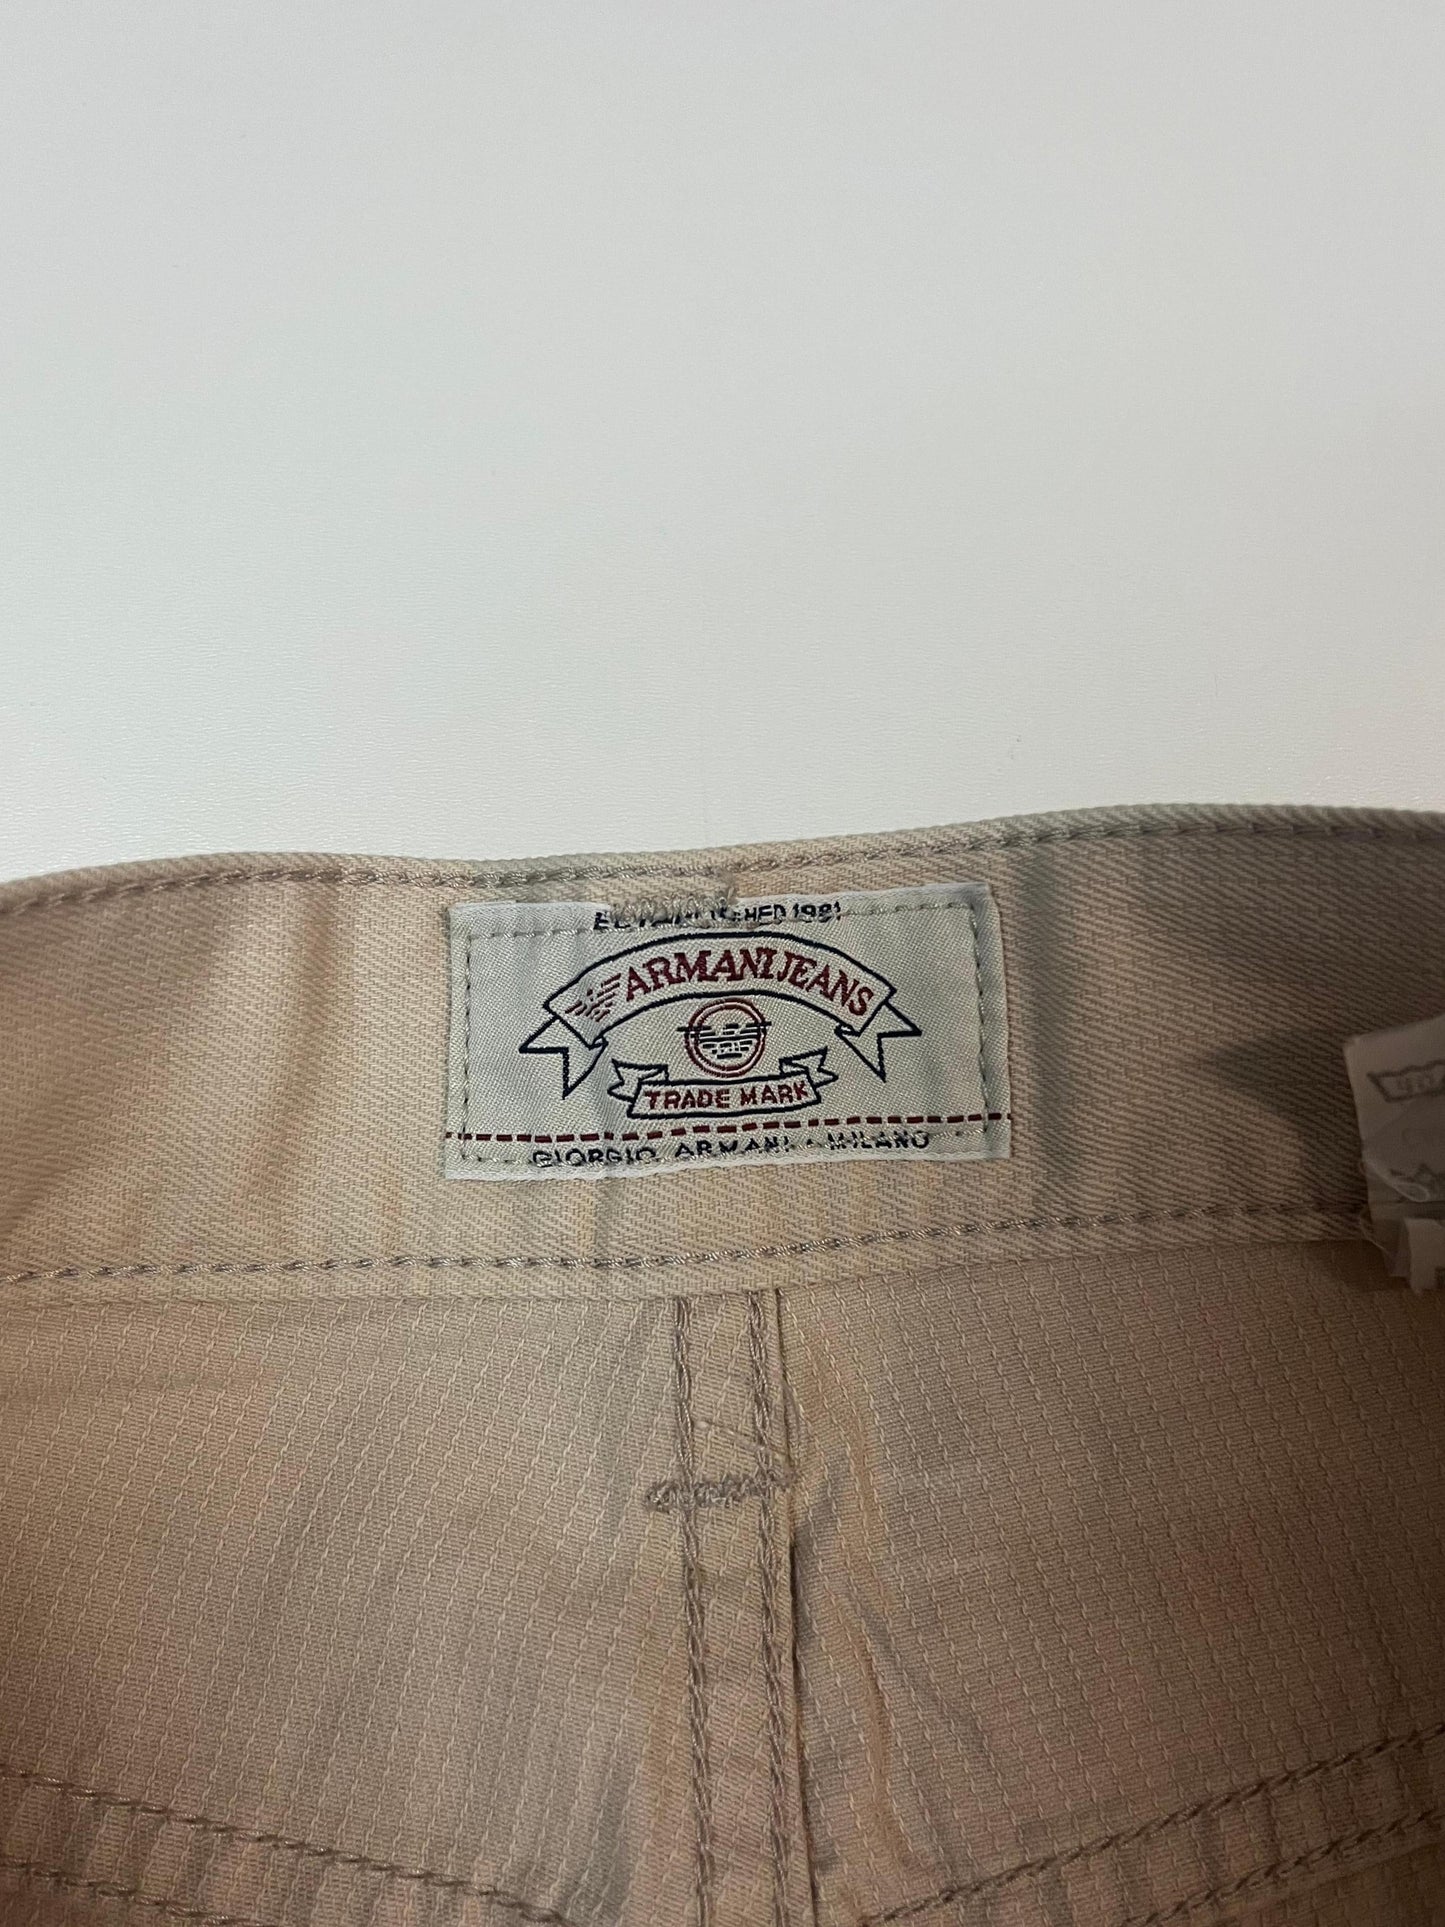 ESTABLISHED 1981
ARMANI JEANS
TRADE MARK
GIORGIO ARMANI · MILANO